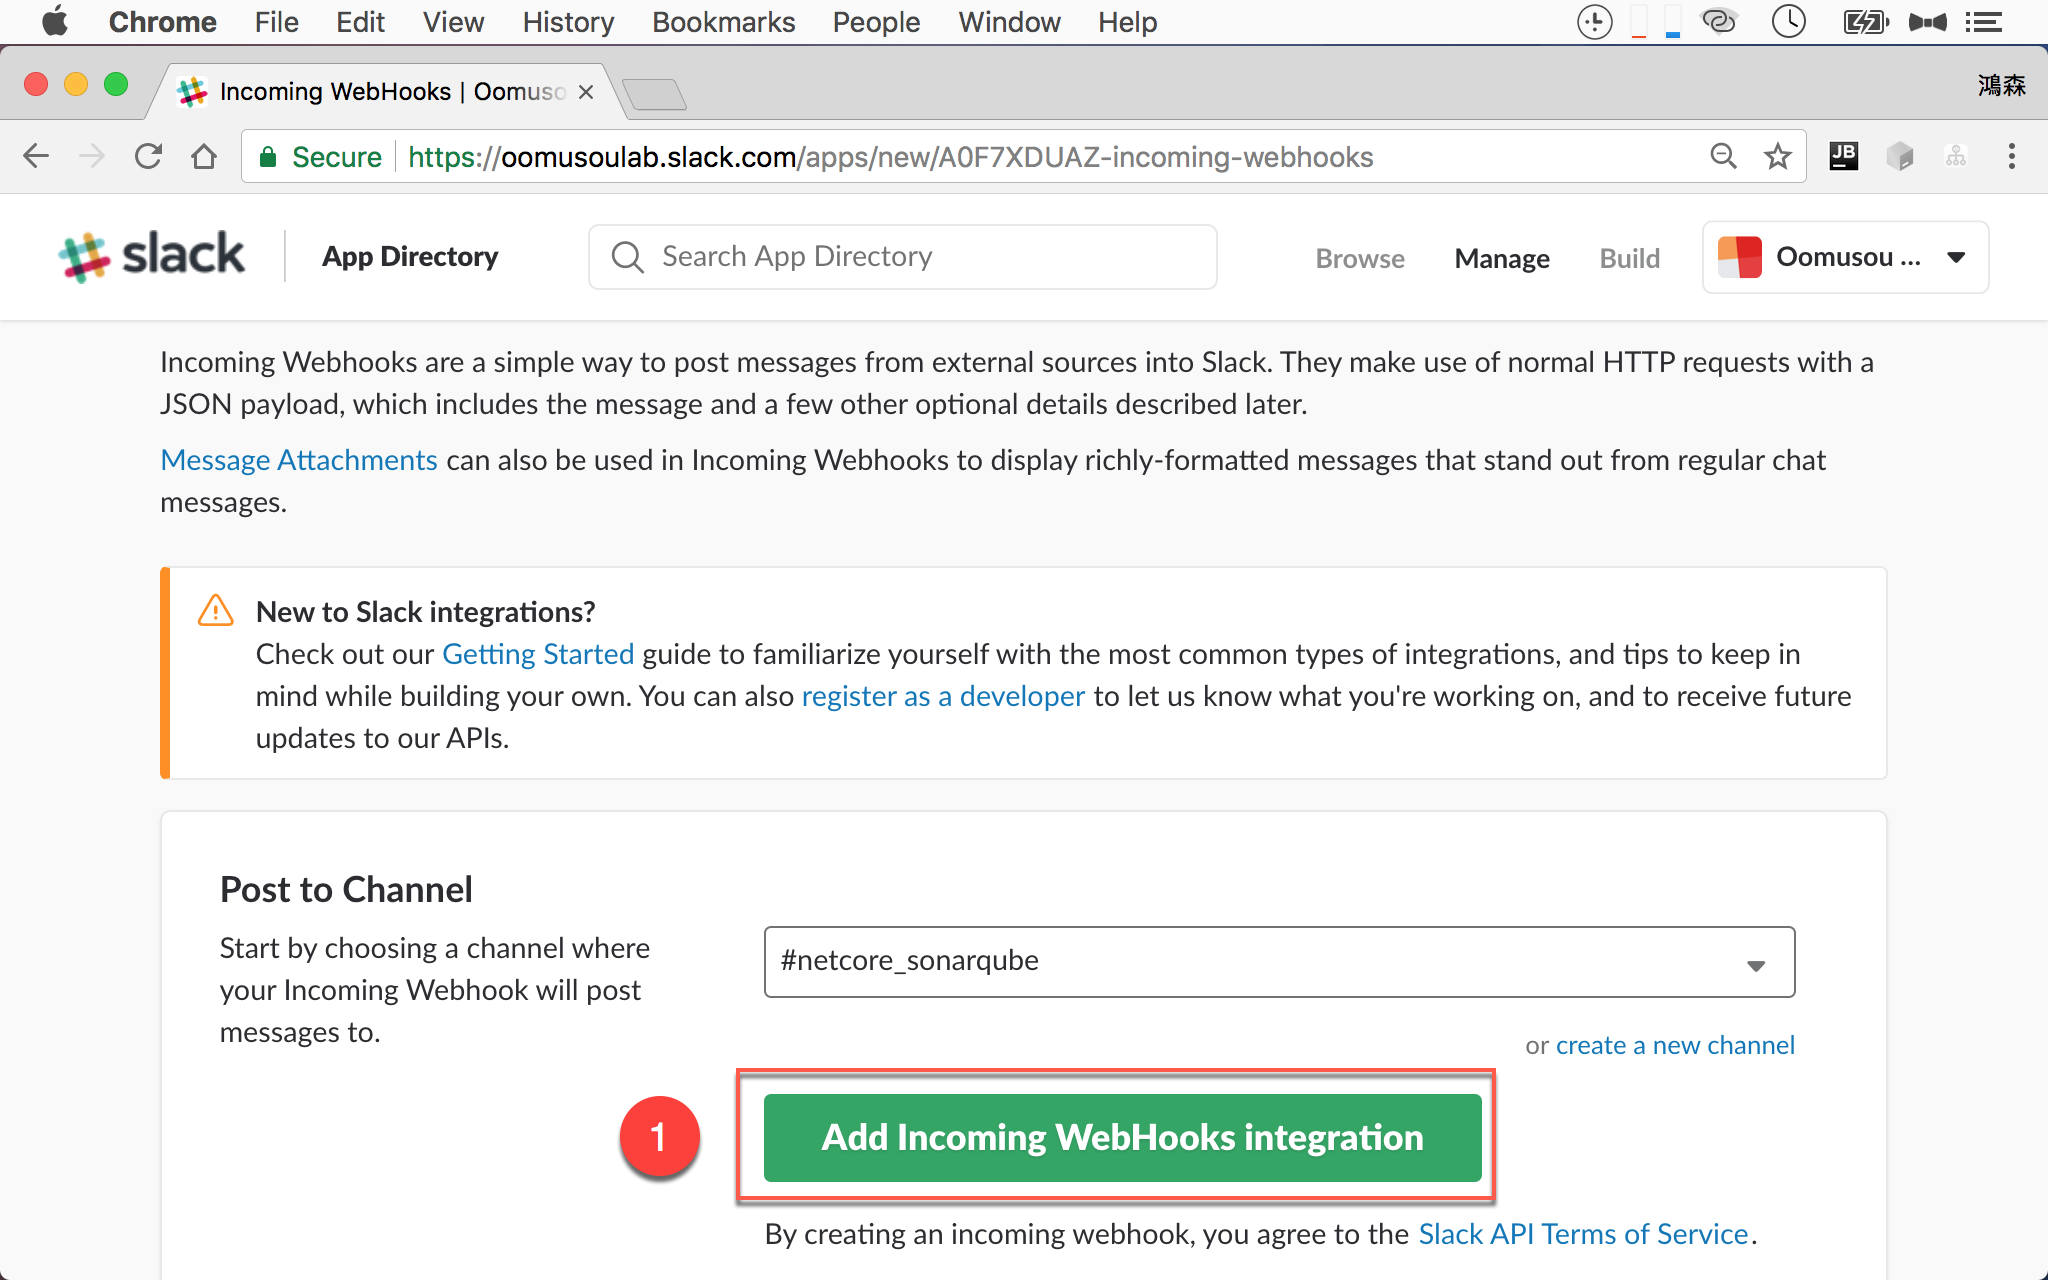 Chrome File Edit View History Bookmarks People Window Help
Incoming WebHooks | Oomuso
鴻森
Secure https://oomusoulab.slack.com/apps/new/A0F7XDUAZ-incoming-webhooks
JB
slack App Directory Search App Directory Browse Manage Build Oomusou ...
Incoming Webhooks are a simple way to post messages from external sources into Slack. They make use of normal HTTP requests with a
JSON payload, which includes the message and a few other optional details described later.
Message Attachments can also be used in Incoming Webhooks to display richly-formatted messages that stand out from regular chat
messages.
New to Slack integrations?
Check out our Getting Started guide to familiarize yourself with the most common types of integrations, and tips to keep in
mind while building your own. You can also register as a developer to let us know what you're working on, and to receive future
updates to our APIs.
Post to Channel
Start by choosing a channel where
your Incoming Webhook will post
messages to.
#netcore_sonarqube
or create a new channel
1
Add Incoming WebHooks integration
By creating an incoming webhook, you agree to the Slack API Terms of Service.